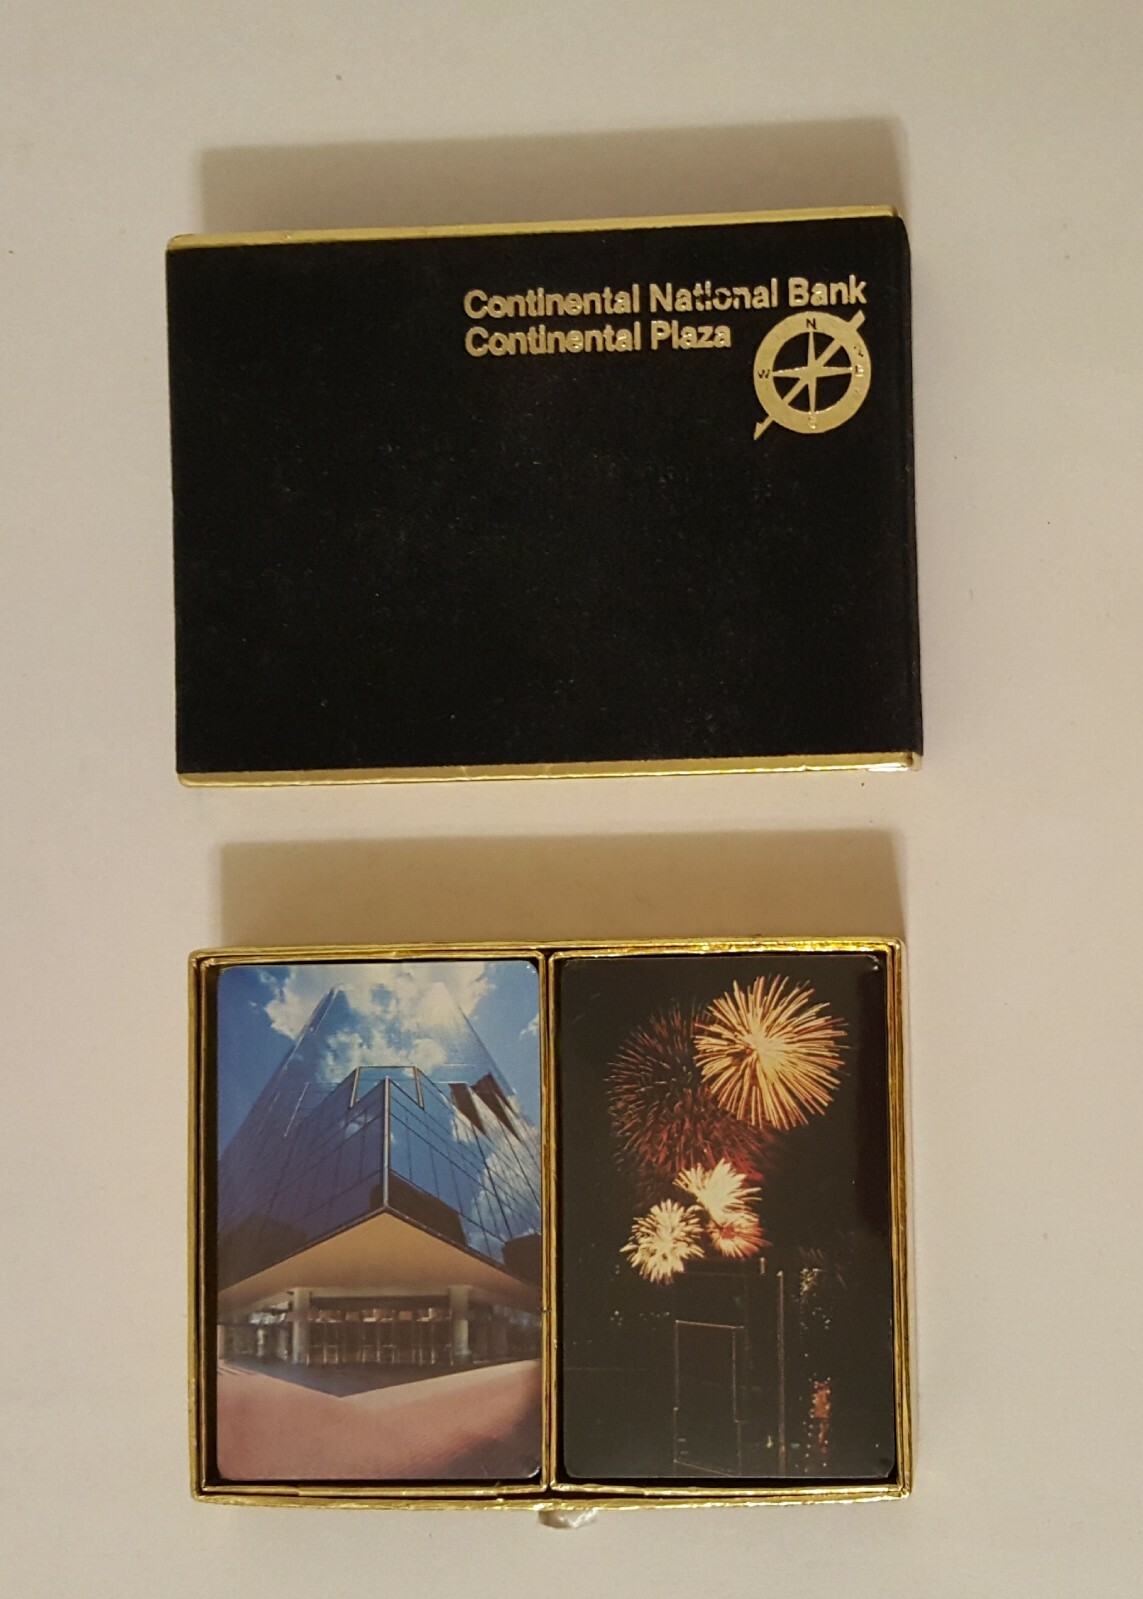 Continental National Bank
Continental Plaza
N
W E
S